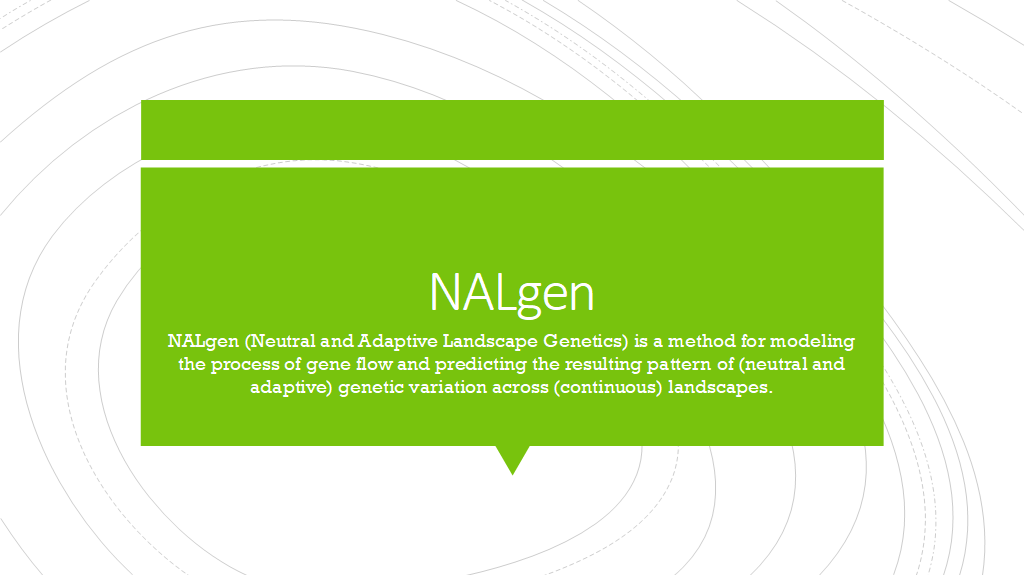 NALgen
NALgen (Neutral and Adaptive Landscape Genetics) is a method for modeling
the process of gene flow and predicting the resulting pattern of (neutral and
adaptive) genetic variation across (continuous) landscapes.